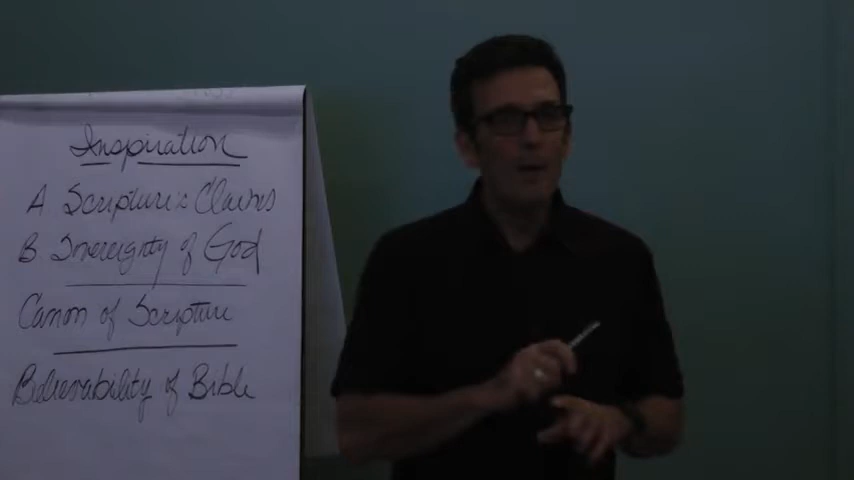 Inspiration
A Scripture's Claims
B. Sovereignty of God
Canon of Scripture
Believability of Bible